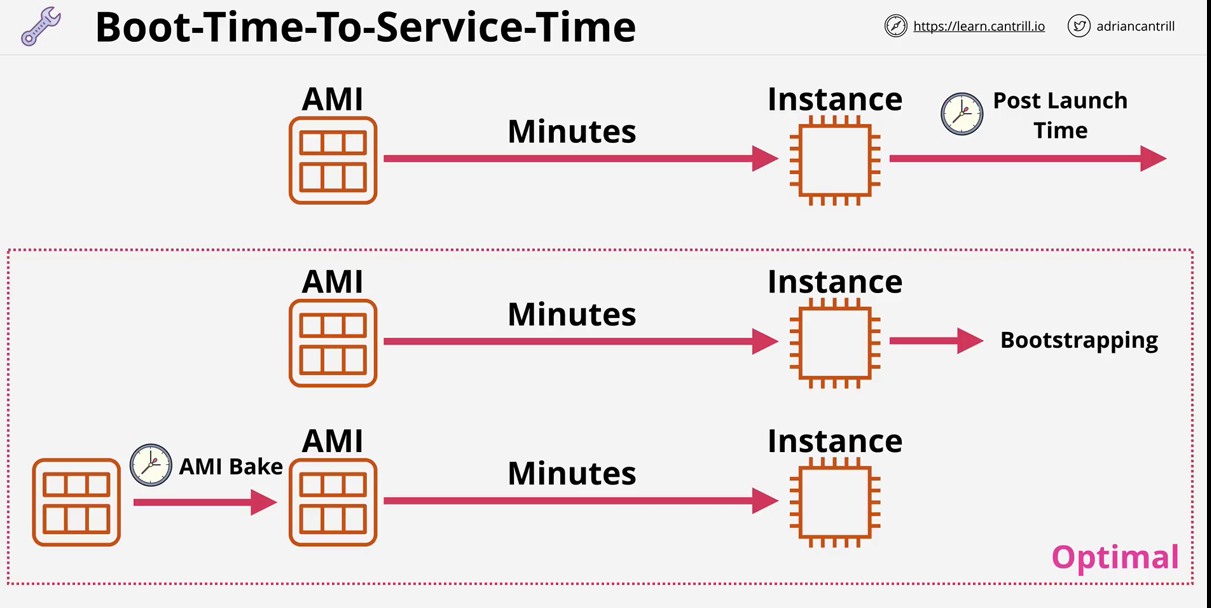 Boot-Time-To-Service-Time
https://learn.cantrill.io
adriancantrill
AMI
Minutes
Instance
Post Launch
Time
AMI
Minutes
Instance
Bootstrapping
AMI Bake
AMI
Minutes
Instance
Optimal